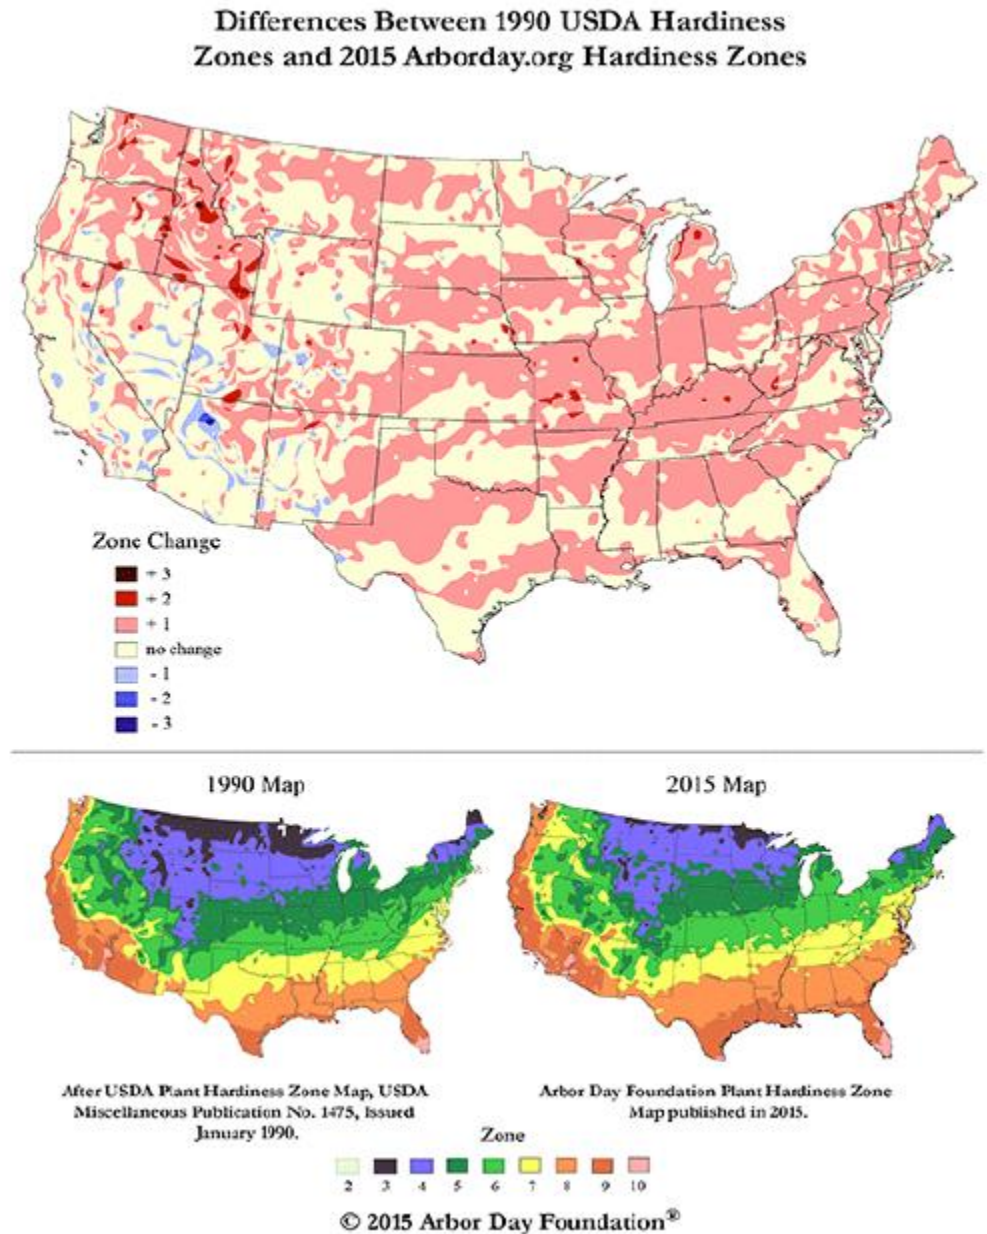 Differences Between 1990 USDA Hardiness
Zones and 2015 Arborday.org Hardiness Zones
Zone Change
+ 3
+ 2
+ 1
no change
- 1
- 2
- 3
1990 Map
2015 Map
After USDA Plant Hardiness Zone Map, USDA
Miscellaneous Publication No. 1475, Issued
January 1990.
Arbor Day Foundation Plant Hardiness Zone
Map published in 2015.
Zone
2 3 4 5 6 7 8 9 10
© 2015 Arbor Day Foundation®